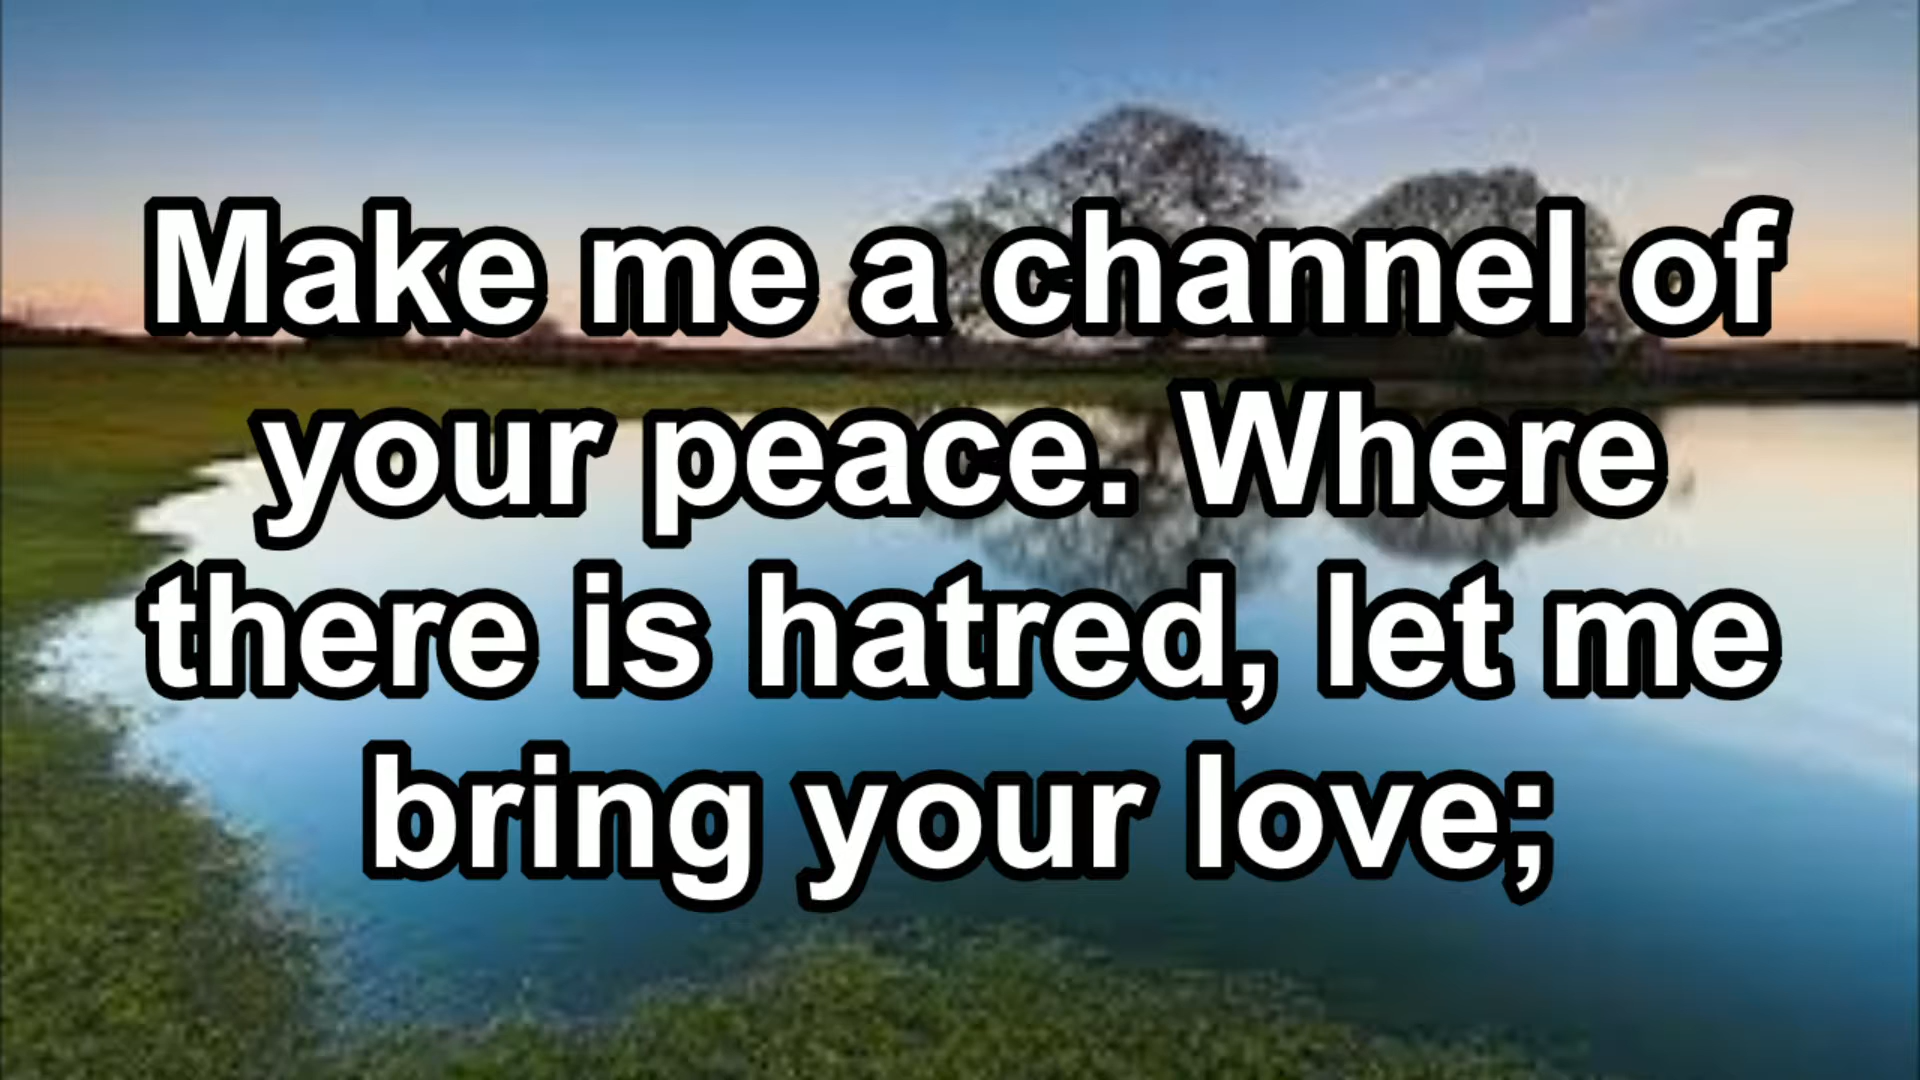 Make me a channel of
your peace. Where
there is hatred, let me
bring your love;